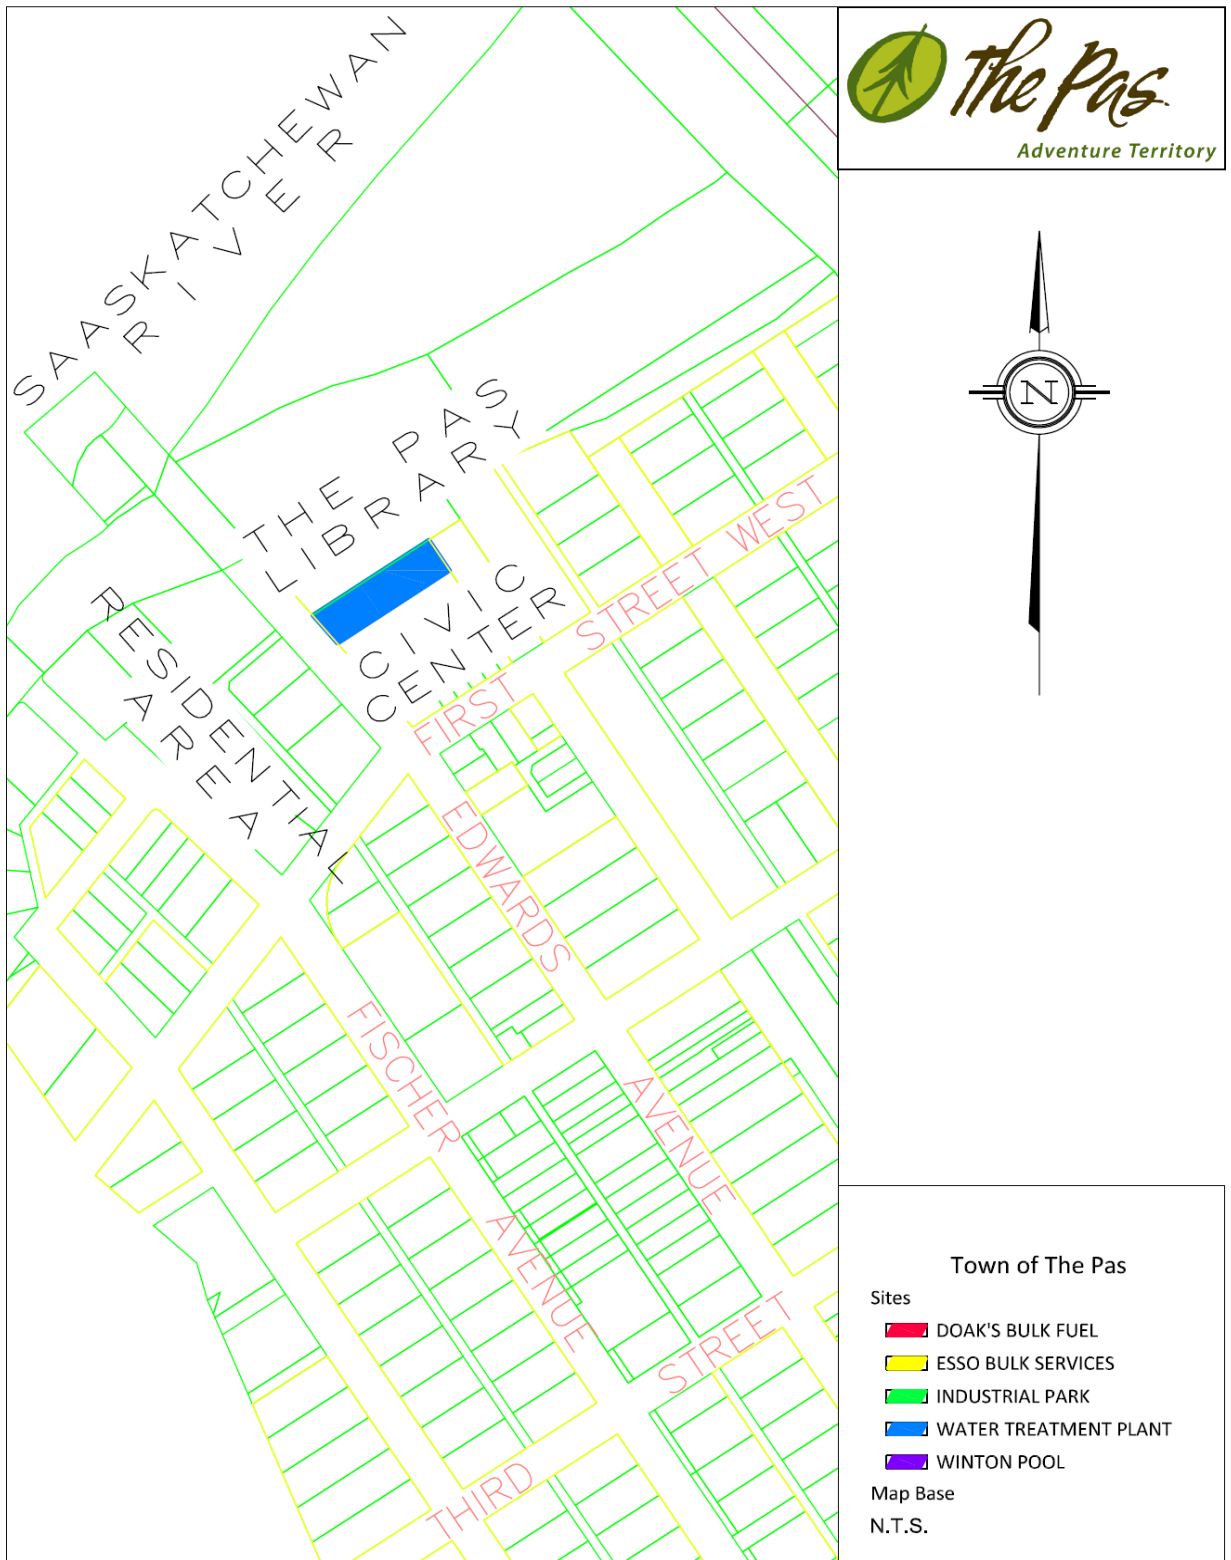 The Pas
Adventure Territory
N
SAASKATCHEWAN
RIVER
THE PAS
LIBRARY
CIVIC
CENTER
RESIDENTIAL
AREA
FIRST STREET WEST
EDWARDS AVENUE
FISCHER AVENUE
THIRD STREET
Town of The Pas
Sites
DOAK'S BULK FUEL
ESSO BULK SERVICES
INDUSTRIAL PARK
WATER TREATMENT PLANT
WINTON POOL
Map Base
N.T.S.